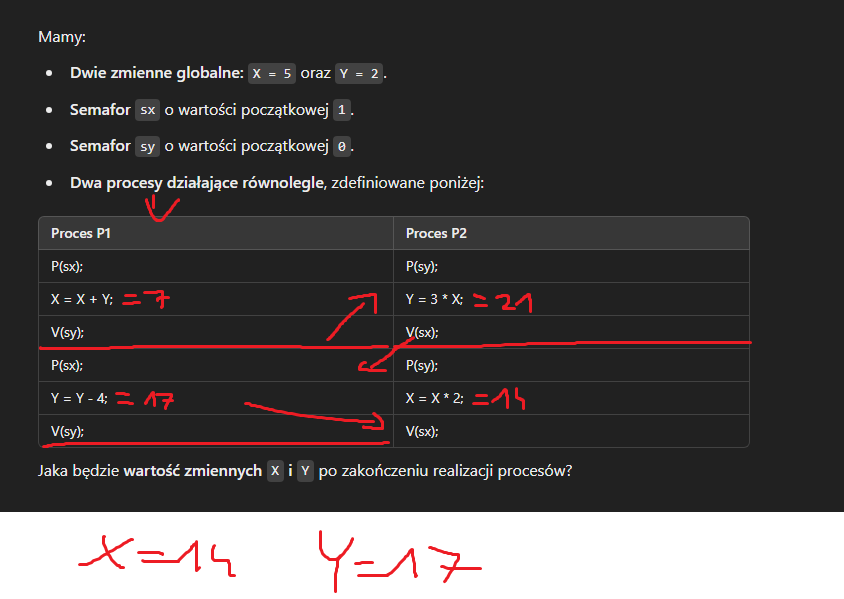 Mamy:
• Dwie zmienne globalne: X = 5 oraz Y = 2.
• Semafor sx o wartości początkowej 1.
• Semafor sy o wartości początkowej 0.
• Dwa procesy działające równolegle, zdefiniowane poniżej:
Proces P1 Proces P2
P(sx); P(sy);
X = X + Y; =7 Y = 3 * X; =21
V(sy); V(sx);
P(sx); P(sy);
Y = Y - 4; =17 X = X * 2; =14
V(sy); V(sx);
Jaka będzie wartość zmiennych X i Y po zakończeniu realizacji procesów?
X=14 Y=17